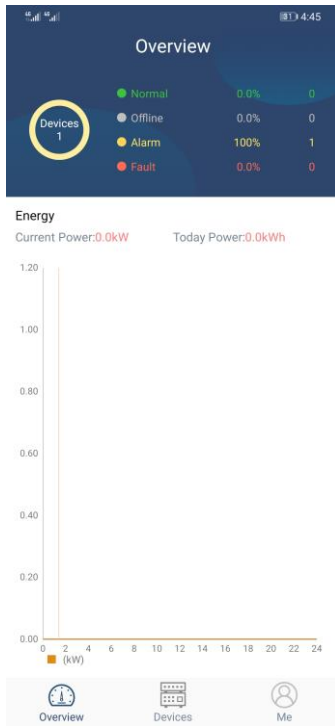 4:45
Overview
Devices
1
Normal 0.0% 0
Offline 0.0% 0
Alarm 100% 1
Fault 0.0% 0
Energy
Current Power:0.0kW Today Power:0.0kWh
1.20
1.00
0.80
0.60
0.40
0.20
0.00
0 2 4 6 8 10 12 14 16 18 20 22 24
(kW)
Overview Devices Me